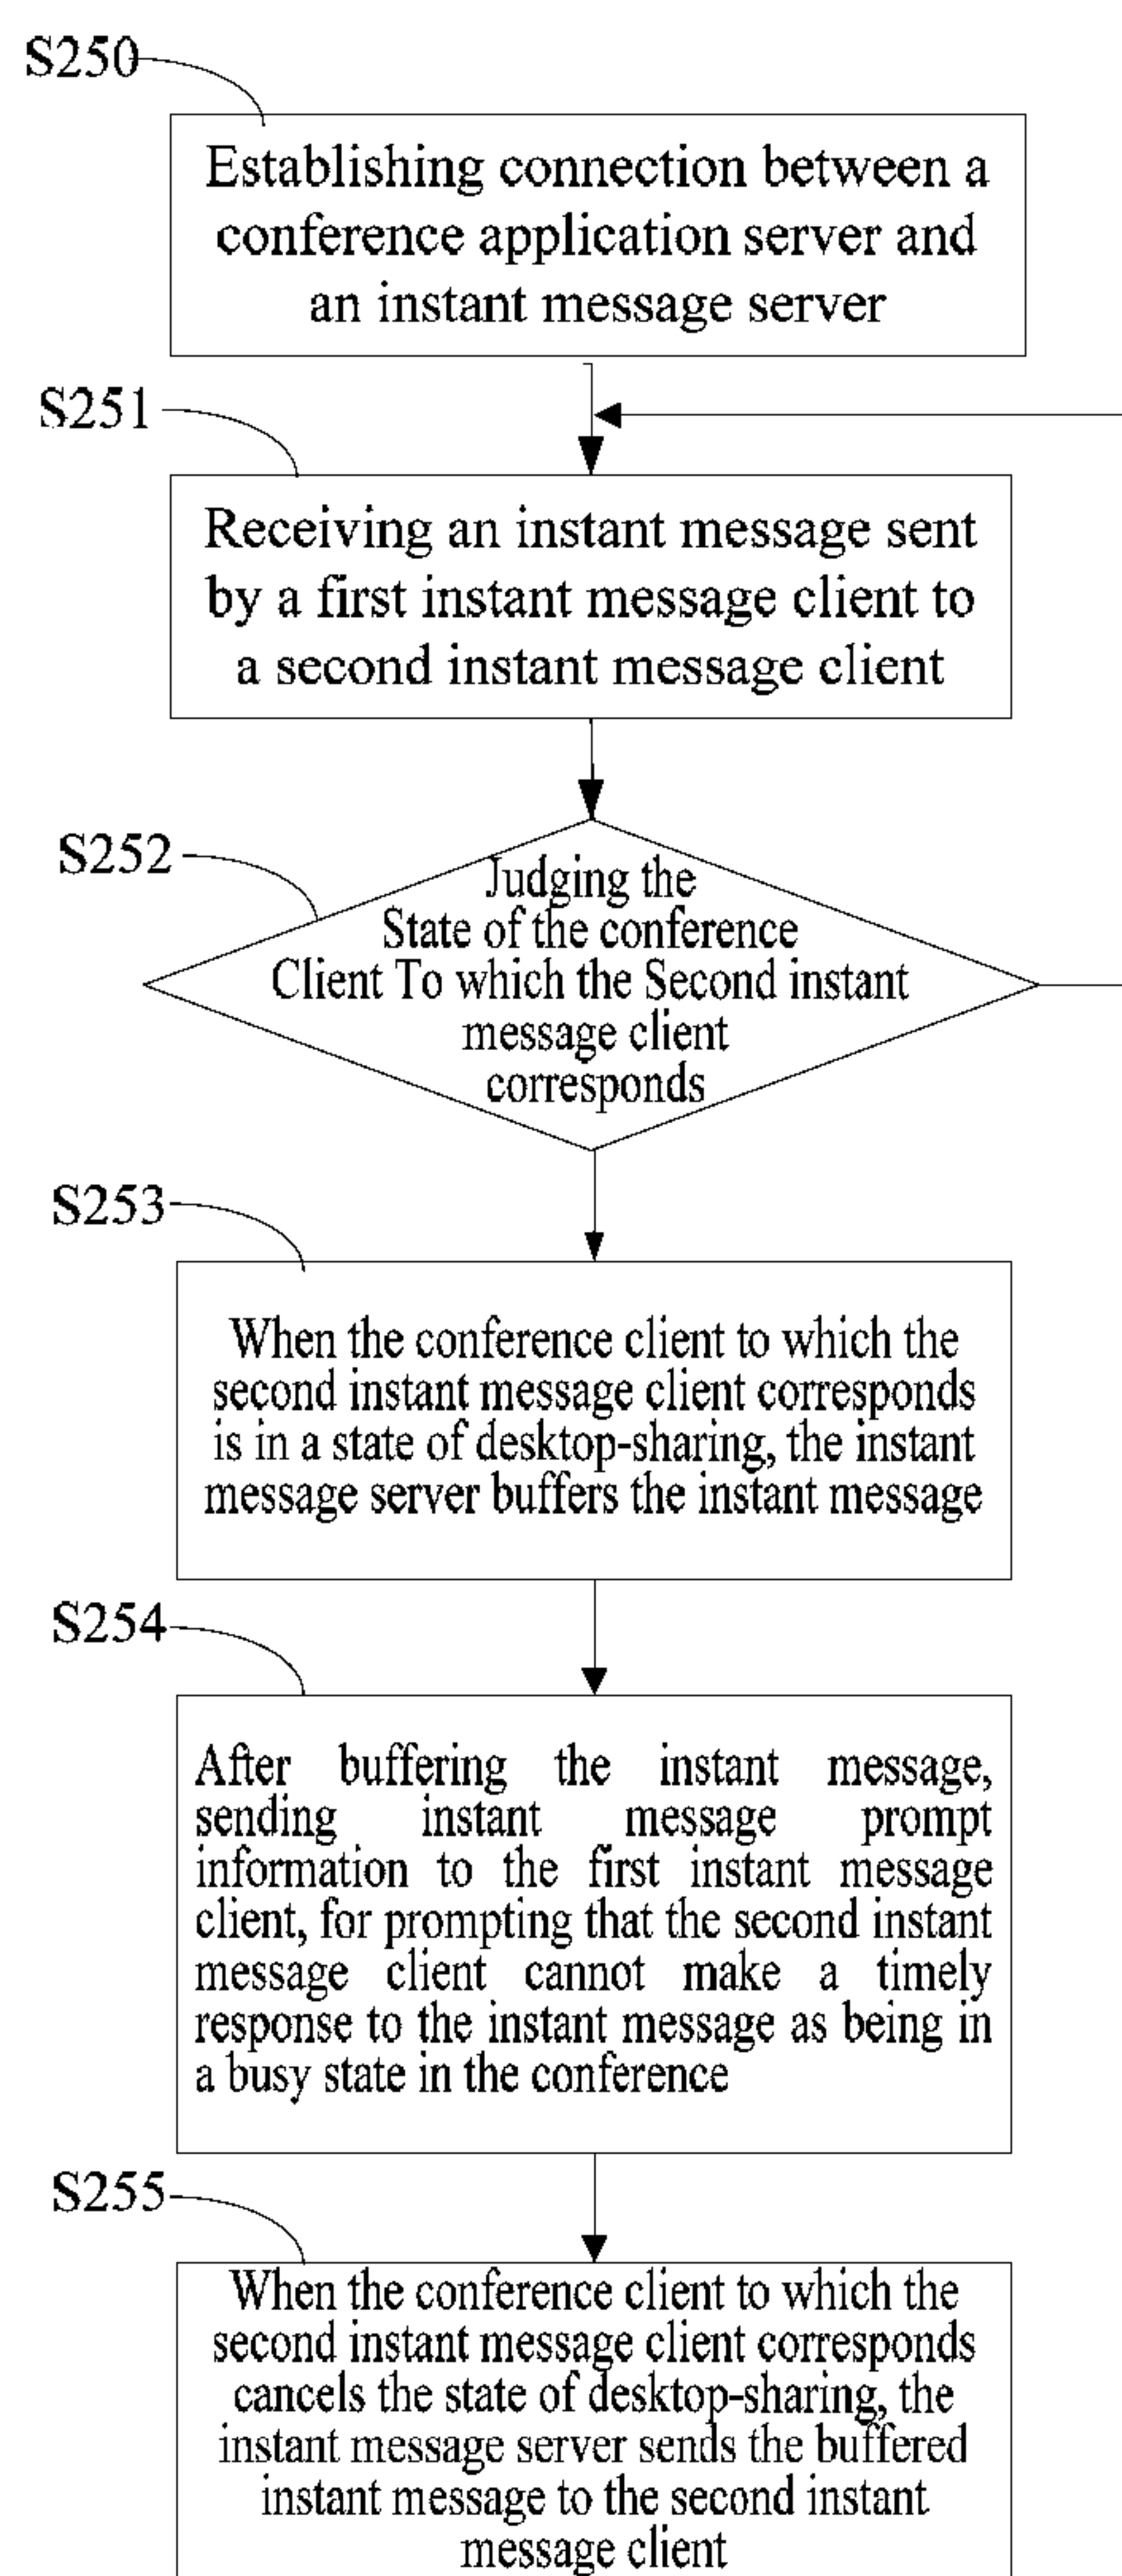 S250
Establishing connection between a
conference application server and
an instant message server
S251
Receiving an instant message sent
by a first instant message client to
a second instant message client
S252
Judging the
State of the conference
Client To which the Second instant
message client
corresponds
S253
When the conference client to which the
second instant message client corresponds
is in a state of desktop-sharing, the instant
message server buffers the instant message
S254
After buffering the instant message,
sending instant message prompt
information to the first instant message
client, for prompting that the second instant
message client cannot make a timely
response to the instant message as being in
a busy state in the conference
S255
When the conference client to which the
second instant message client corresponds
cancels the state of desktop-sharing, the
instant message server sends the buffered
instant message to the second instant
message client